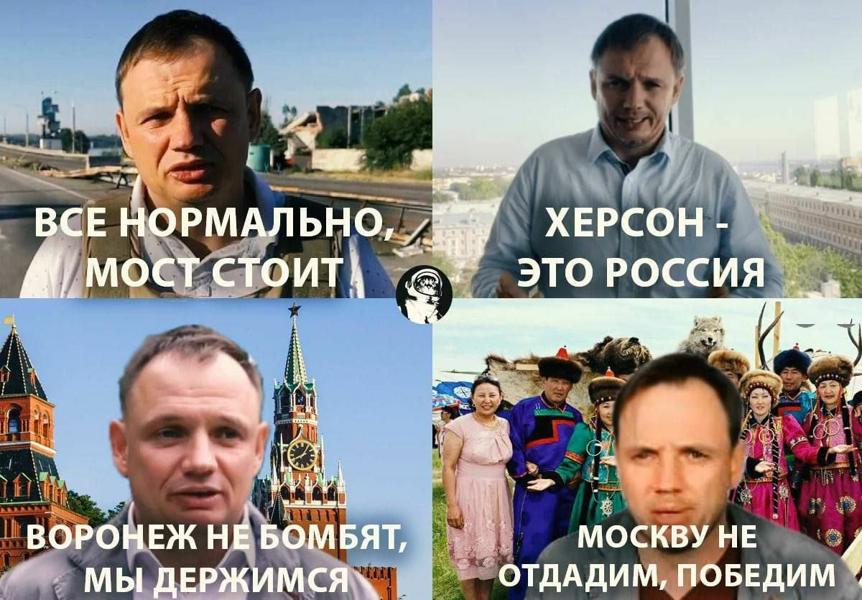 ВСЕ НОРМАЛЬНО,
МОСТ СТОИТ
ХЕРСОН -
ЭТО РОССИЯ
ВОРОНЕЖ НЕ БОМБЯТ,
МЫ ДЕРЖИМСЯ
МОСКВУ НЕ
ОТДАДИМ, ПОБЕДИМ